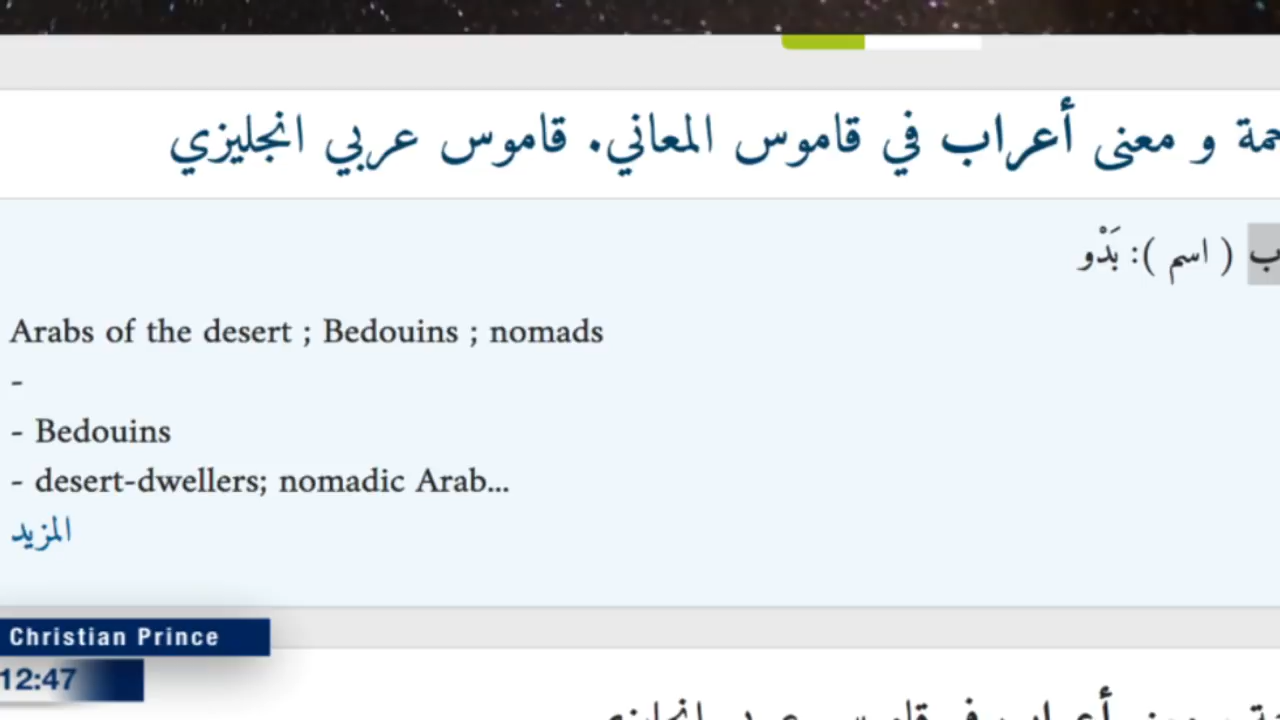 و معنى أعراب في قاموس المعاني. قاموس عربي انجليزي
( اسم ): بَدْو
Arabs of the desert ; Bedouins ; nomads
-
- Bedouins
- desert-dwellers; nomadic Arab...
المزيد
Christian Prince
12:47